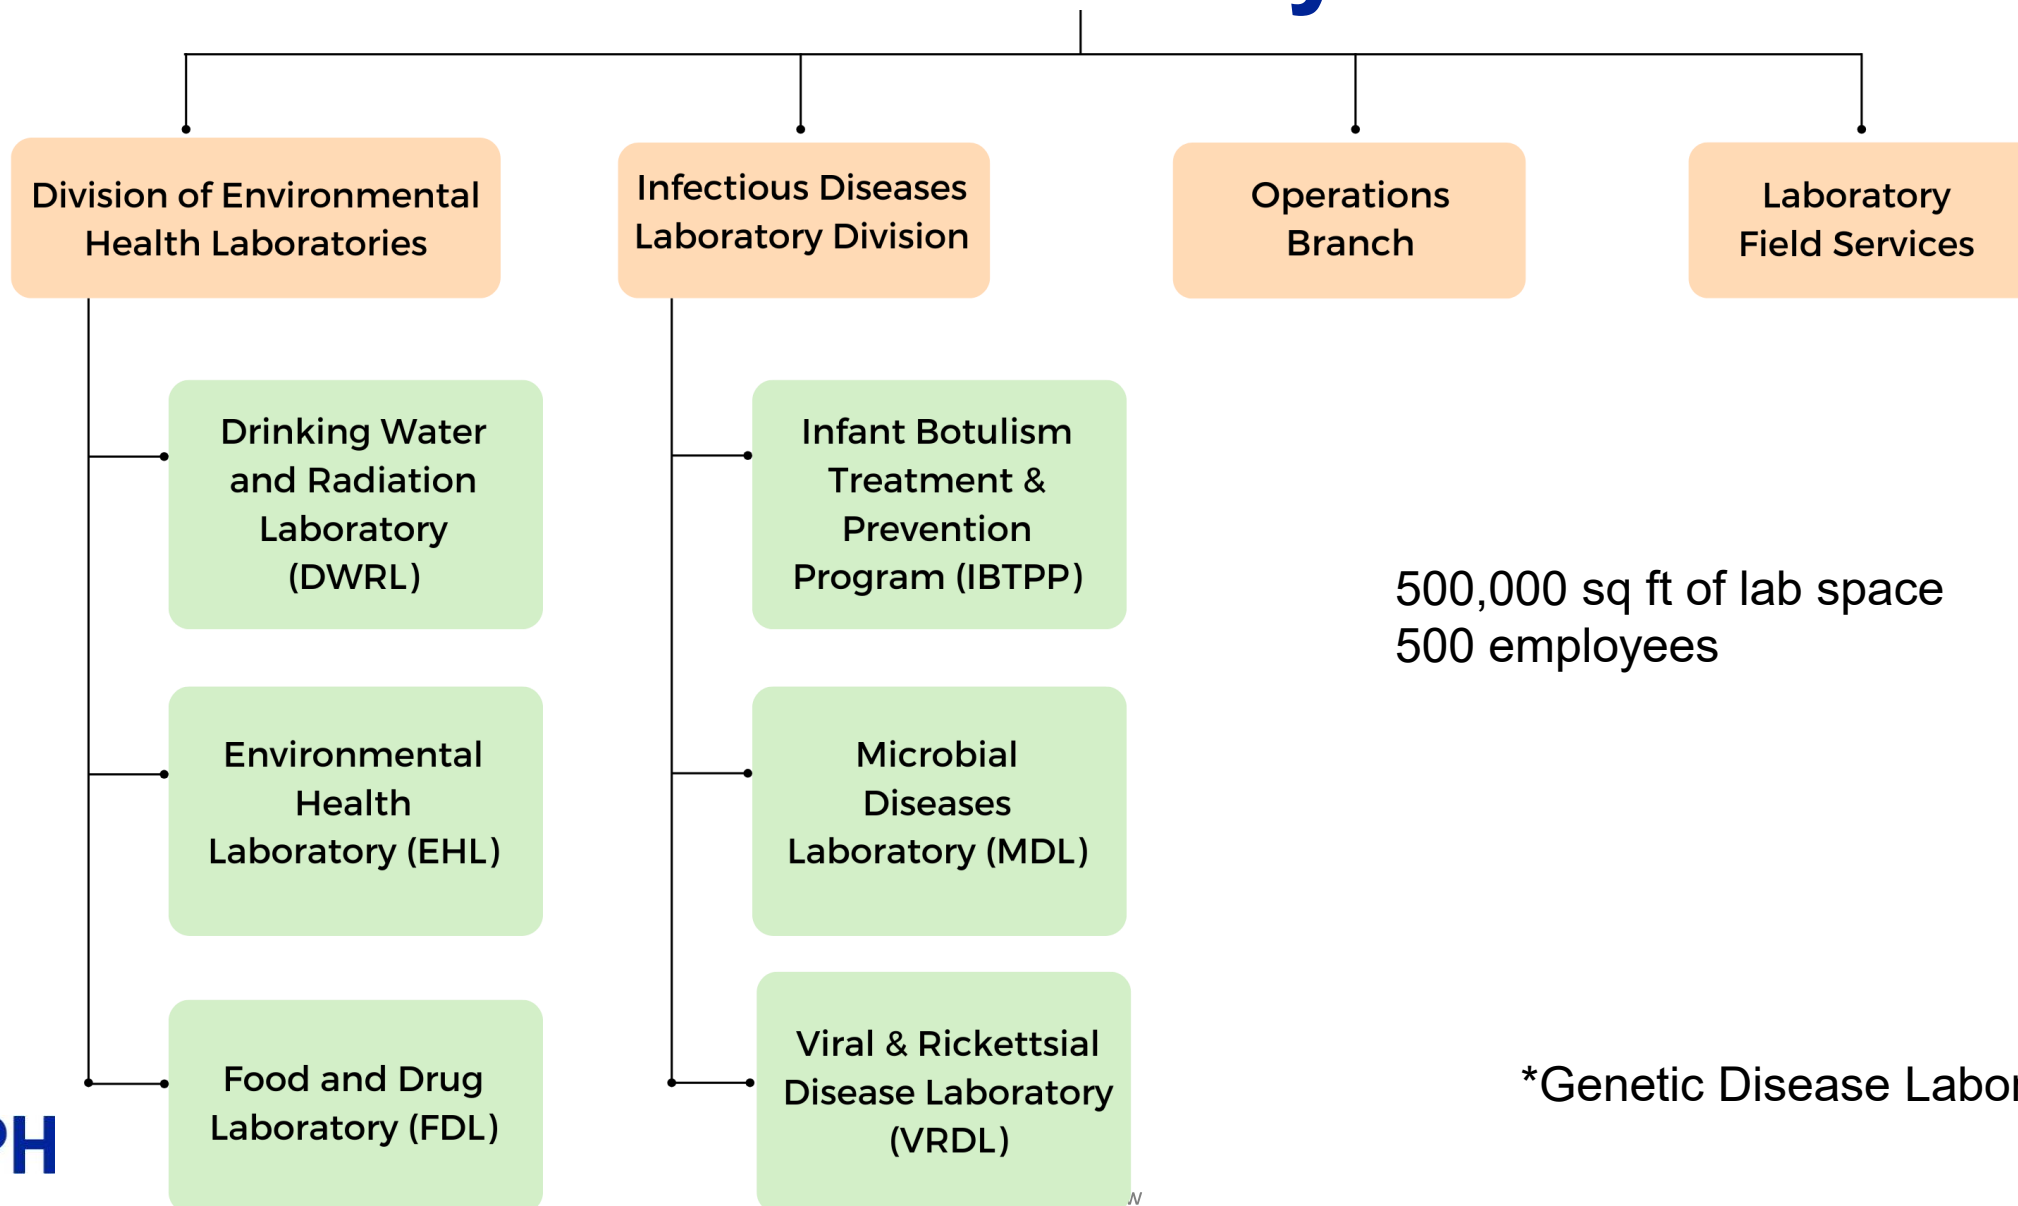 Division of Environmental
Health Laboratories
Infectious Diseases
Laboratory Division
Operations
Branch
Laboratory
Field Services
Drinking Water
and Radiation
Laboratory
(DWRL)
Infant Botulism
Treatment &
Prevention
Program (IBTPP)
500,000 sq ft of lab space
500 employees
Environmental
Health
Laboratory (EHL)
Microbial
Diseases
Laboratory (MDL)
Food and Drug
Laboratory (FDL)
Viral & Rickettsial
Disease Laboratory
(VRDL)
*Genetic Disease